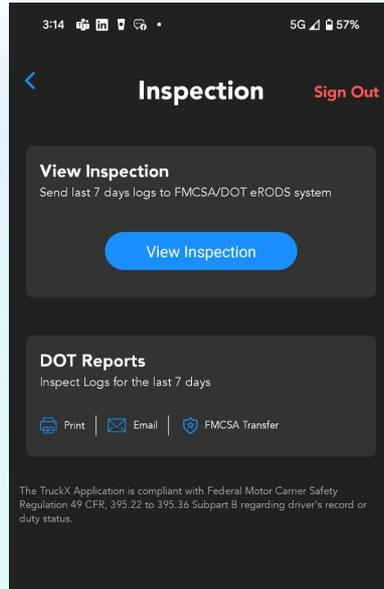 3:14
5G 57%
Inspection
Sign Out
View Inspection
Send last 7 days logs to FMCSA/DOT eRODS system
View Inspection
DOT Reports
Inspect Logs for the last 7 days
Print Email FMCSA Transfer
The TruckX Application is compliant with Federal Motor Carrier Safety
Regulation 49 CFR, 395.22 to 395.36 Subpart B regarding driver's record or
duty status.